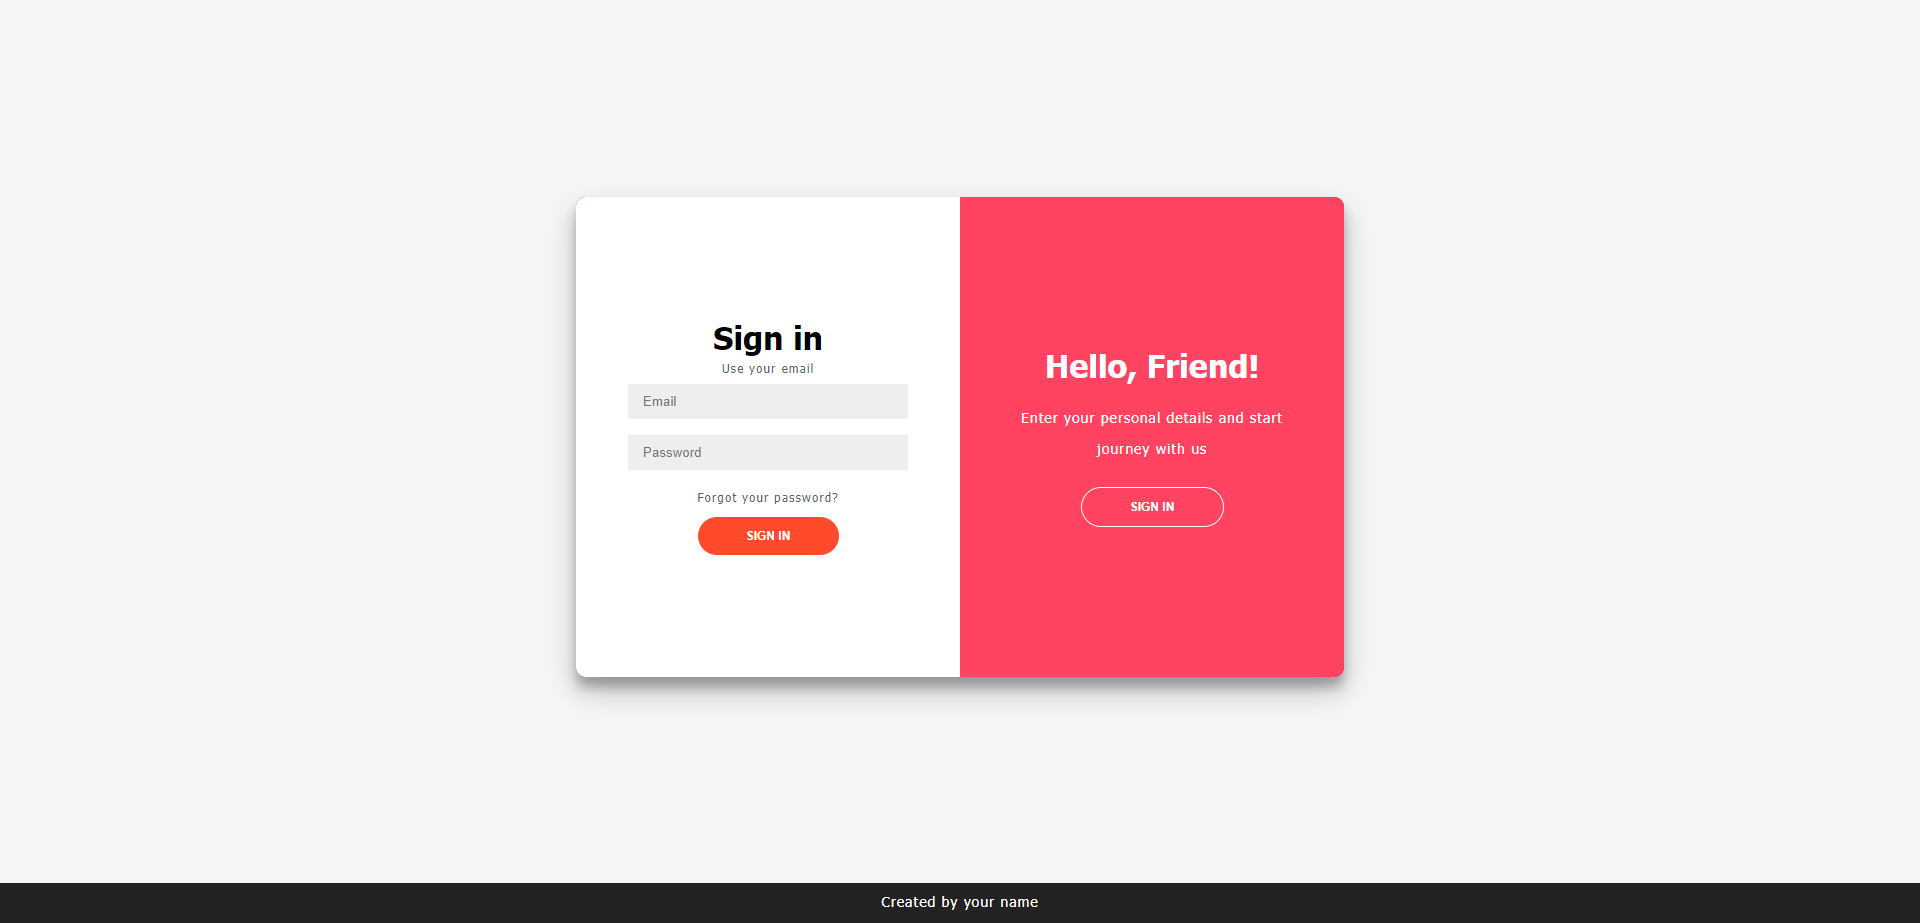 Sign in
Use your email
Email
Password
Forgot your password?
SIGN IN
Hello, Friend!
Enter your personal details and start
journey with us
SIGN IN
Created by your name